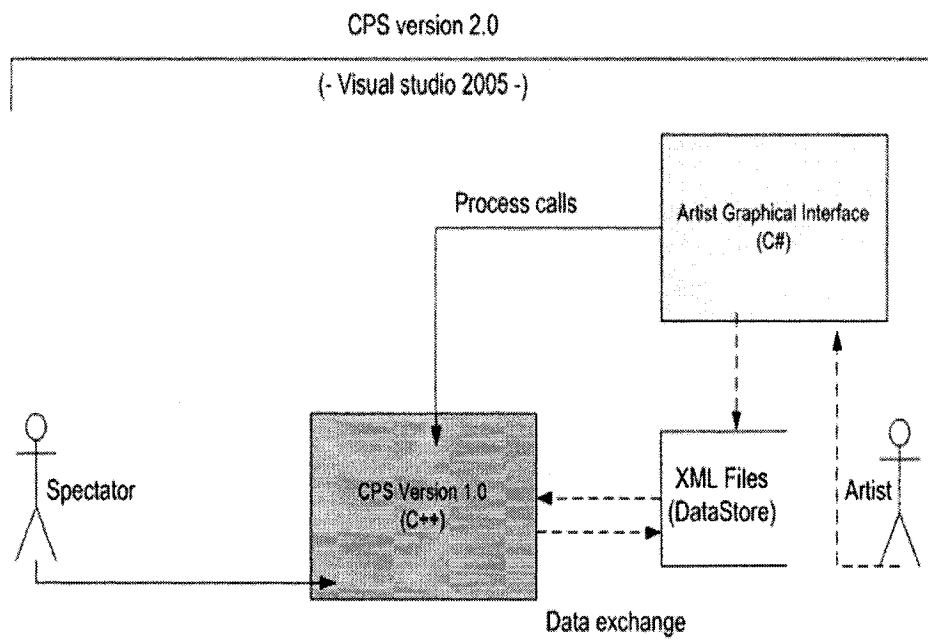 CPS version 2.0
(- Visual studio 2005 -)
Process calls
Artist Graphical Interface
(C#)
Spectator
CPS Version 1.0
(C++)
XML Files
(DataStore)
Artist
Data exchange